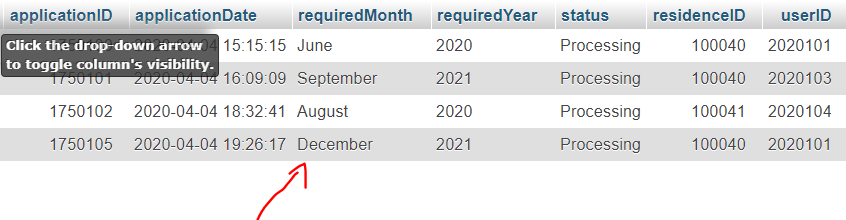 applicationID applicationDate requiredMonth requiredYear status residenceID userID
15:15:15 June 2020 Processing 100040 2020101
Click the drop-down arrow
to toggle column's visibility.
1750101 2020-04-04 16:09:09 September 2021 Processing 100040 2020103
1750102 2020-04-04 18:32:41 August 2020 Processing 100041 2020104
1750105 2020-04-04 19:26:17 December 2021 Processing 100040 2020101